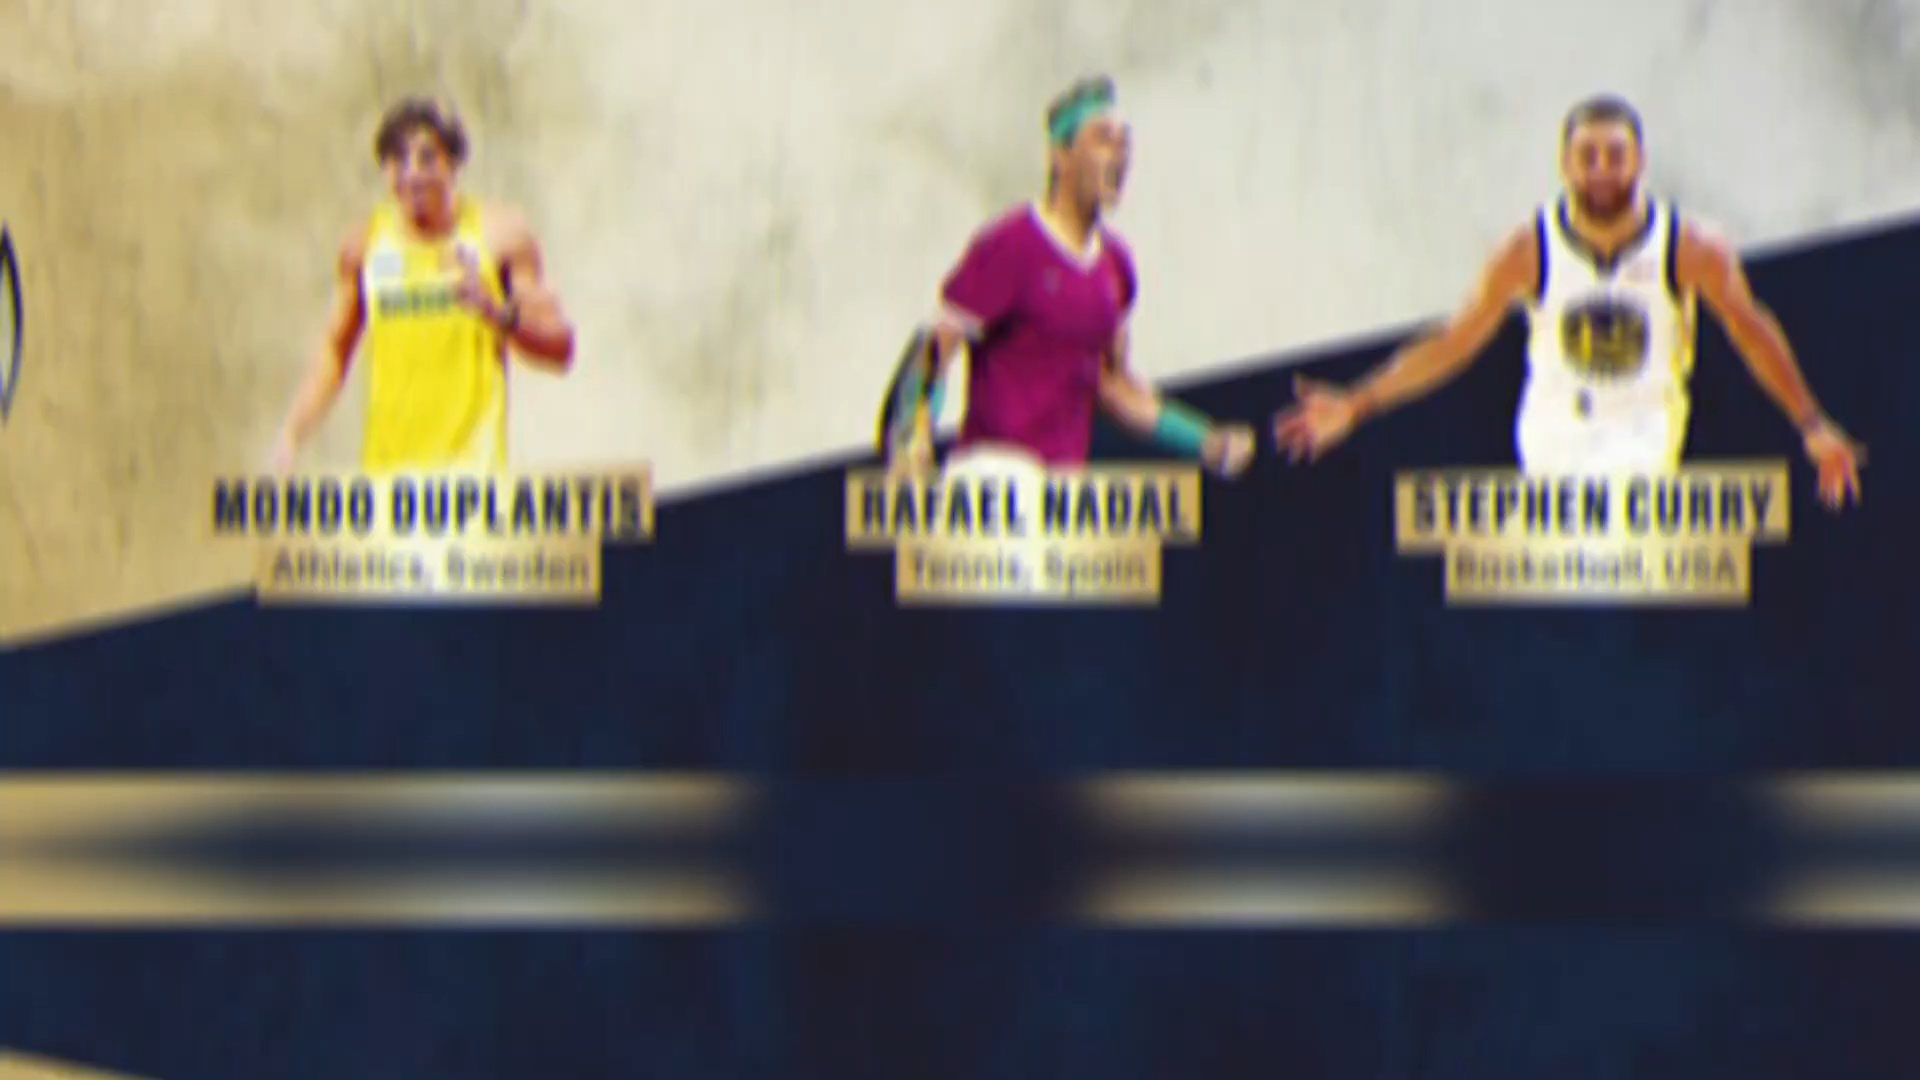 MONDO DUPLANTIS
Athletics, Sweden
RAFAEL NADAL
Tennis, Spain
STEPHEN CURRY
Basketball, USA